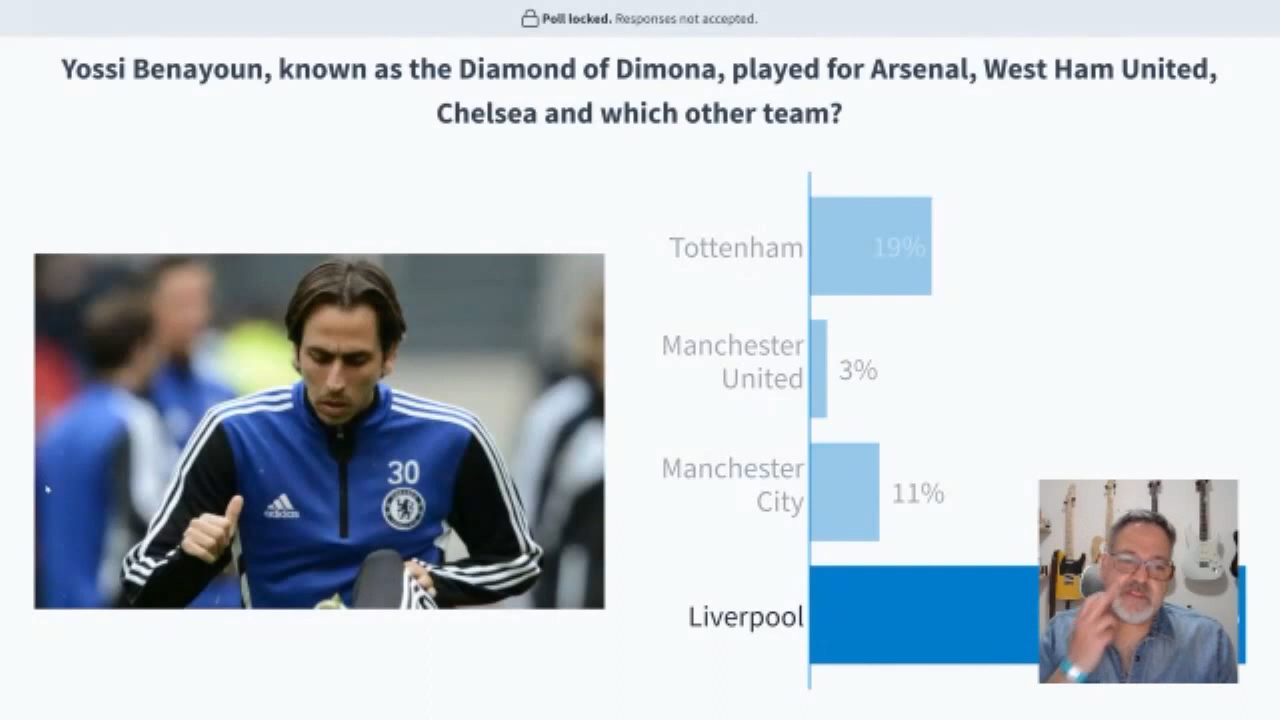 Poll locked. Responses not accepted.
Yossi Benayoun, known as the Diamond of Dimona, played for Arsenal, West Ham United,
Chelsea and which other team?
Tottenham
19%
Manchester
United
3%
Manchester
City
11%
Liverpool
30
adidas